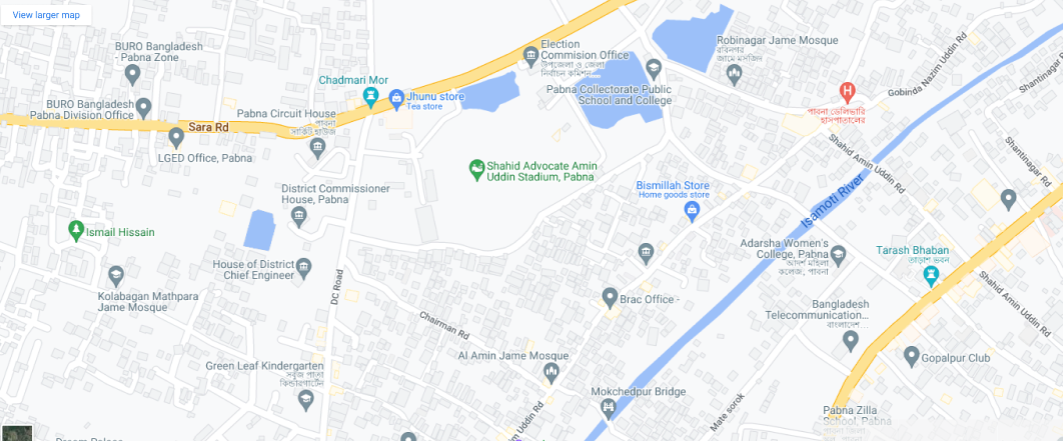 View larger map
BURO Bangladesh
- Pabna Zone
Election
Commision Office
উপজেলা ও জেলা
নির্বাচন কমিশন...
Robinagar Jame Mosque
রবিনগর
জামে মসজিদ
Gobinda Nazim Uddin Rd
Shantinagar Rd
Chadmari Mor
Jhunu store
Tea store
Pabna Collectorate Public
School and College
পাবনা ডেলিভারি
হাসপাতালের
BURO Bangladesh
Pabna Division Office
Pabna Circuit House
পাবনা
সার্কিট হাউজ
Sara Rd
LGED Office, Pabna
Shahid Advocate Amin
Uddin Stadium, Pabna
Shahid Amin Uddin Rd
Shantinagar Rd
District Commissioner
House, Pabna
Bismillah Store
Home goods store
Isamoti River
Ismail Hissain
Adarsha Women's
College, Pabna
আদর্শ মহিলা
কলেজ, পাবনা
Tarash Bhaban
তাড়াশ ভবন
House of District
Chief Engineer
DC Road
Kolabagan Mathpara
Jame Mosque
Brac Office -
Shahid Amin Uddin Rd
Bangladesh
Telecommunication...
বাংলাদেশ...
Chairman Rd
Al Amin Jame Mosque
Gopalpur Club
Green Leaf Kindergarten
সবুজ পাতা
কিন্ডারগার্টেন
Mokchedpur Bridge
Mate sorok
Uddin Rd
Pabna Zilla
School, Pabna